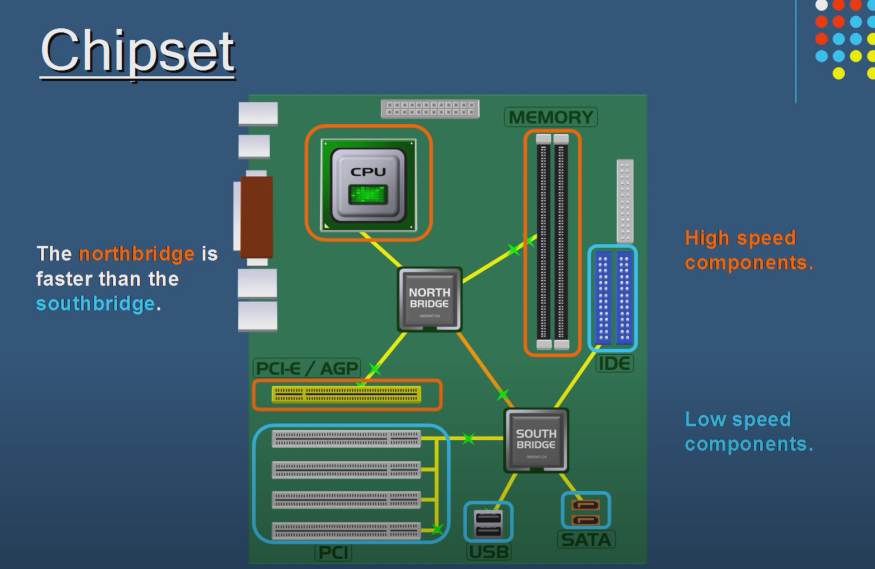 Chipset
MEMORY
CPU
The northbridge is
faster than the
southbridge.
High speed
components.
NORTH
BRIDGE
PCI-E / AGP
IDE
Low speed
components.
SOUTH
BRIDGE
PCI
USB
SATA